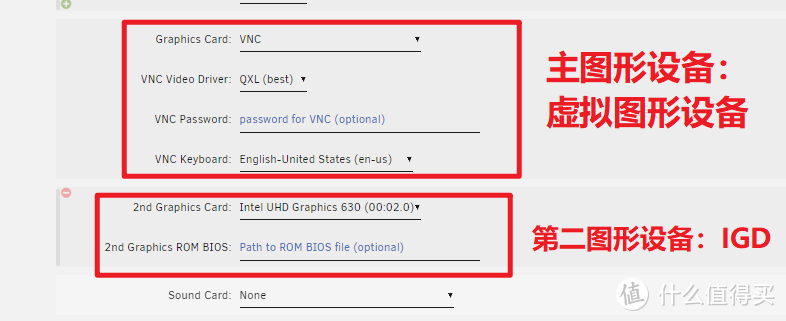 Graphics Card: VNC
VNC Video Driver: QXL (best)
VNC Password: password for VNC (optional)
VNC Keyboard: English-United States (en-us)
主图形设备：
虚拟图形设备
2nd Graphics Card: Intel UHD Graphics 630 (00:02.0)
2nd Graphics ROM BIOS: Path to ROM BIOS file (optional)
第二图形设备：IGD
Sound Card: None
值 什么值得买